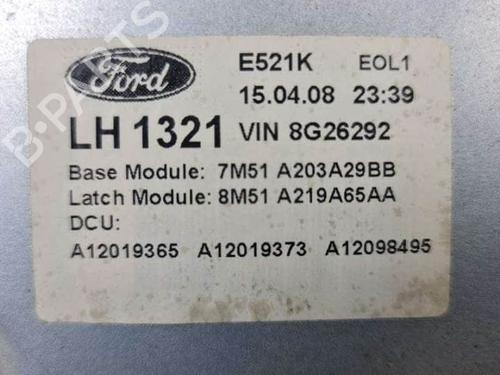 Ford E521K EOL1
15.04.08 23:39
LH 1321 VIN 8G26292
Base Module: 7M51 A203A29BB
Latch Module: 8M51 A219A65AA
DCU:
A12019365 A12019373 A12098495
B-PARTS